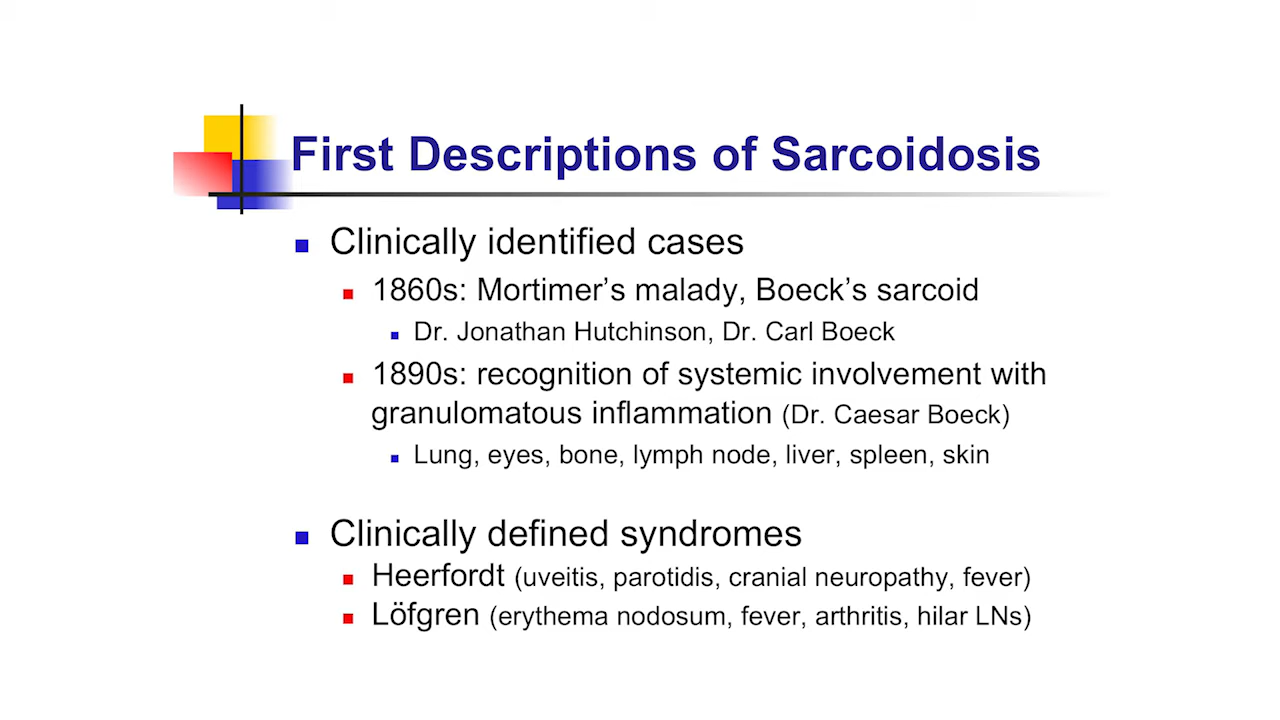 First Descriptions of Sarcoidosis
Clinically identified cases
1860s: Mortimer's malady, Boeck's sarcoid
Dr. Jonathan Hutchinson, Dr. Carl Boeck
1890s: recognition of systemic involvement with
granulomatous inflammation (Dr. Caesar Boeck)
Lung, eyes, bone, lymph node, liver, spleen, skin
Clinically defined syndromes
Heerfordt (uveitis, parotidis, cranial neuropathy, fever)
Löfgren (erythema nodosum, fever, arthritis, hilar LNs)